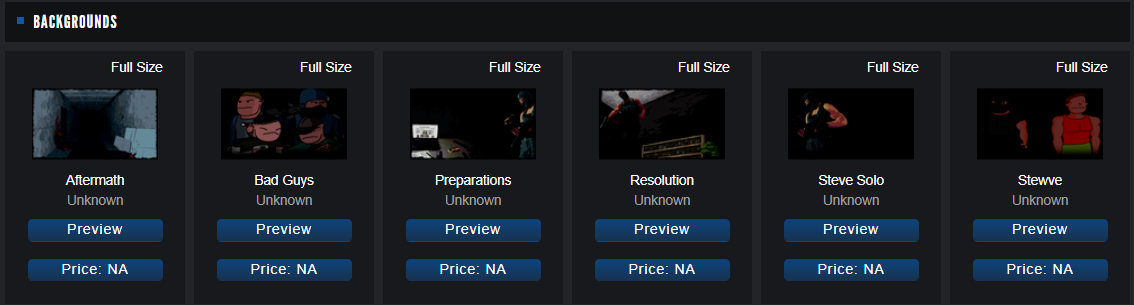 BACKGROUNDS
Full Size Full Size Full Size Full Size Full Size Full Size
Aftermath Bad Guys Preparations Resolution Steve Solo Stewve
Unknown Unknown Unknown Unknown Unknown Unknown
Preview Preview Preview Preview Preview Preview
Price: NA Price: NA Price: NA Price: NA Price: NA Price: NA